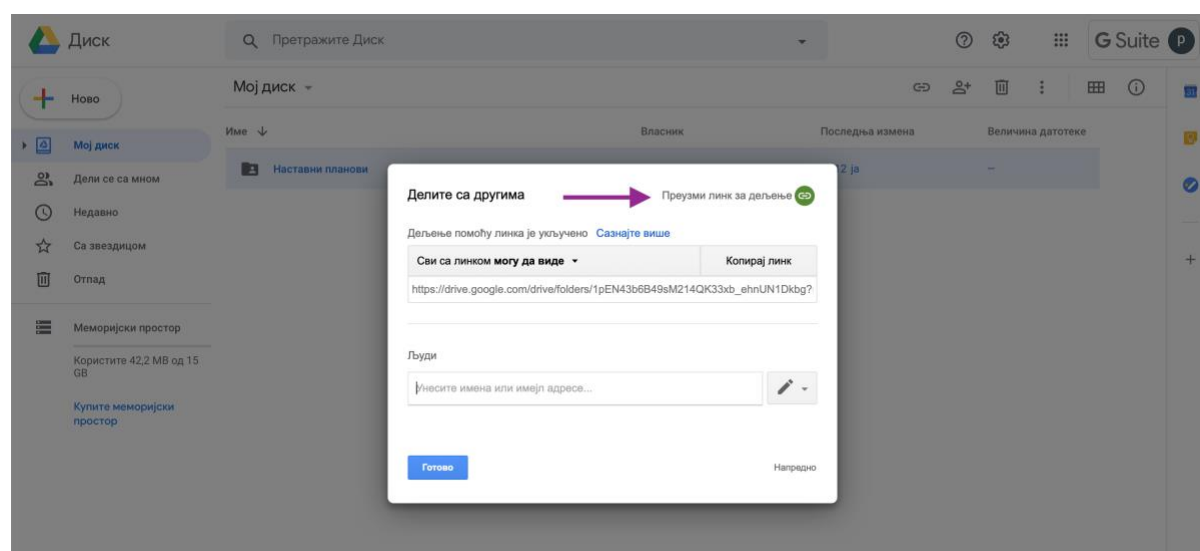 Диск
Претражите Диск
G Suite
p
Ново
Мој диск
Име
Власник
Последња измена
Величина датотеке
Мој диск
Дели се са мном
Недавно
Са звездицом
Отпад
Меморијски простор
Користите 42,2 MB од 15
GB
Купите меморијски
простор
Наставни планови
2 ја
–
31
Делите са другима
Преузми линк за дељење
Дељење помоћу линка је укључено Сазнајте више
Сви са линком могу да виде
Копирај линк
https://drive.google.com/drive/folders/1pEN43b6B49sM214QK33xb_ehnUN1Dkbg?
Људи
Унесите имена или имејл адресе...
Готово
Напредно